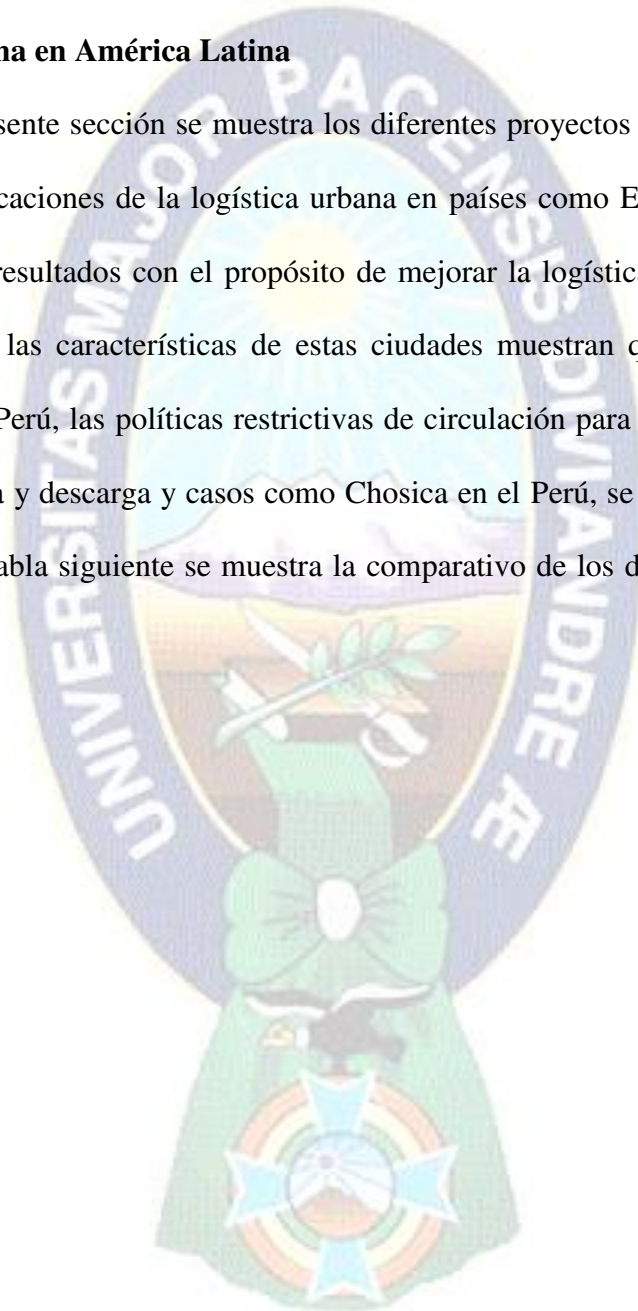 na en América Latina
sente sección se muestra los diferentes proyectos
caciones de la logística urbana en países como E
resultados con el propósito de mejorar la logística
las características de estas ciudades muestran q
Perú, las políticas restrictivas de circulación para
a y descarga y casos como Chosica en el Perú, se
abla siguiente se muestra la comparativo de los d
UNIVERSITAS MAJOR PACENSIS DIVI ANDRE Æ